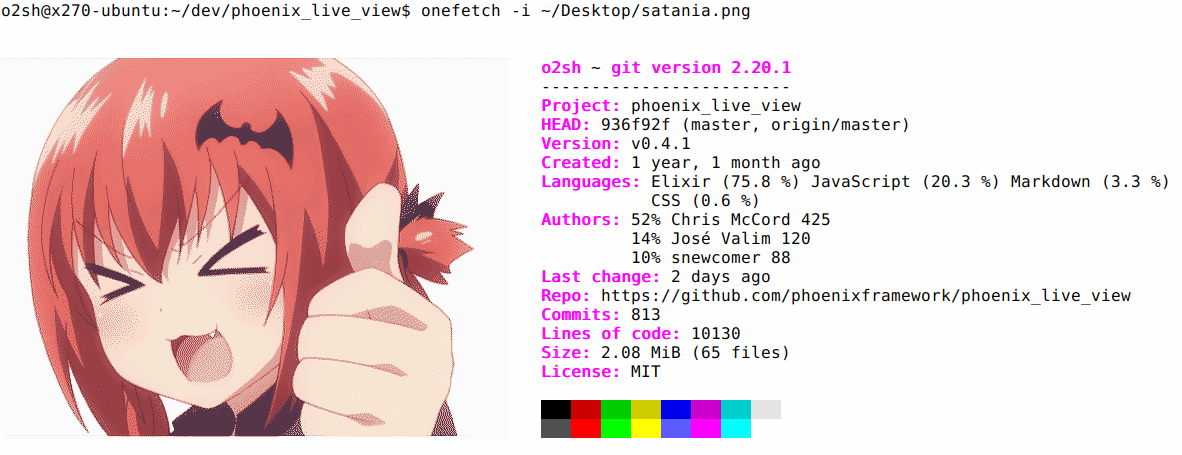 o2sh@x270-ubuntu:~/dev/phoenix_live_view$ onefetch -i ~/Desktop/satania.png
o2sh ~ git version 2.20.1
-------------------------
Project: phoenix_live_view
HEAD: 936f92f (master, origin/master)
Version: v0.4.1
Created: 1 year, 1 month ago
Languages: Elixir (75.8 %) JavaScript (20.3 %) Markdown (3.3 %)
CSS (0.6 %)
Authors: 52% Chris McCord 425
14% José Valim 120
10% snewcomer 88
Last change: 2 days ago
Repo: https://github.com/phoenixframework/phoenix_live_view
Commits: 813
Lines of code: 10130
Size: 2.08 MiB (65 files)
License: MIT